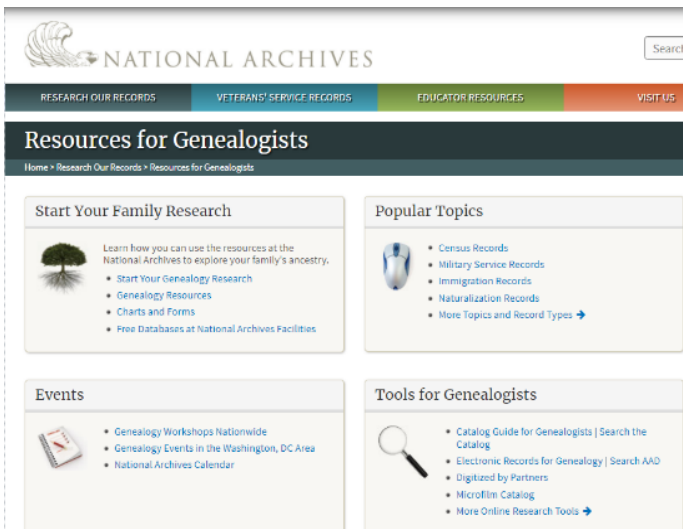 NATIONAL ARCHIVES
Search
RESEARCH OUR RECORDS
VETERANS' SERVICE RECORDS
EDUCATOR RESOURCES
VISIT US
Resources for Genealogists
Home > Research Our Records > Resources for Genealogists
Start Your Family Research
Learn how you can use the resources at the
National Archives to explore your family's ancestry.
Start Your Genealogy Research
Genealogy Resources
Charts and Forms
Free Databases at National Archives Facilities
Popular Topics
Census Records
Military Service Records
Immigration Records
Naturalization Records
More Topics and Record Types →
Events
Genealogy Workshops Nationwide
Genealogy Events in the Washington, DC Area
National Archives Calendar
Tools for Genealogists
Catalog Guide for Genealogists | Search the
Catalog
Electronic Records for Genealogy | Search AAD
Digitized by Partners
Microfilm Catalog
More Online Research Tools →